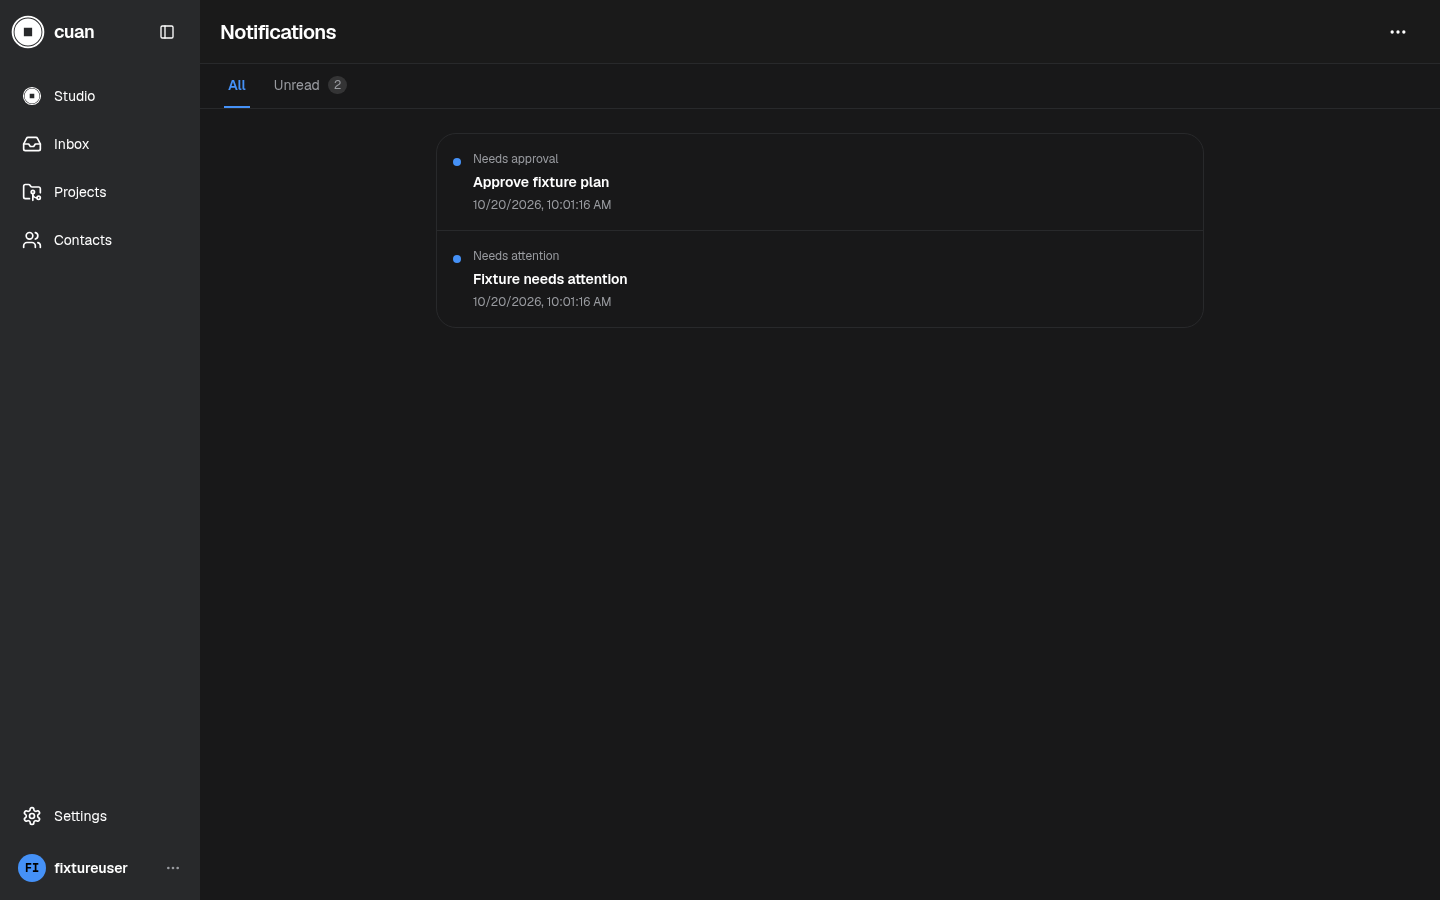 cuan
Studio
Inbox
Projects
Contacts
Settings
FI
fixtureuser
Notifications
All
Unread 2
Needs approval
Approve fixture plan
10/20/2026, 10:01:16 AM
Needs attention
Fixture needs attention
10/20/2026, 10:01:16 AM